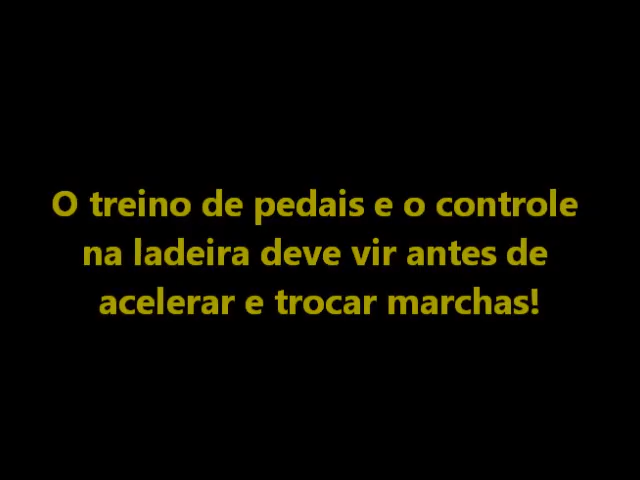 O treino de pedais e o controle
na ladeira deve vir antes de
acelerar e trocar marchas!